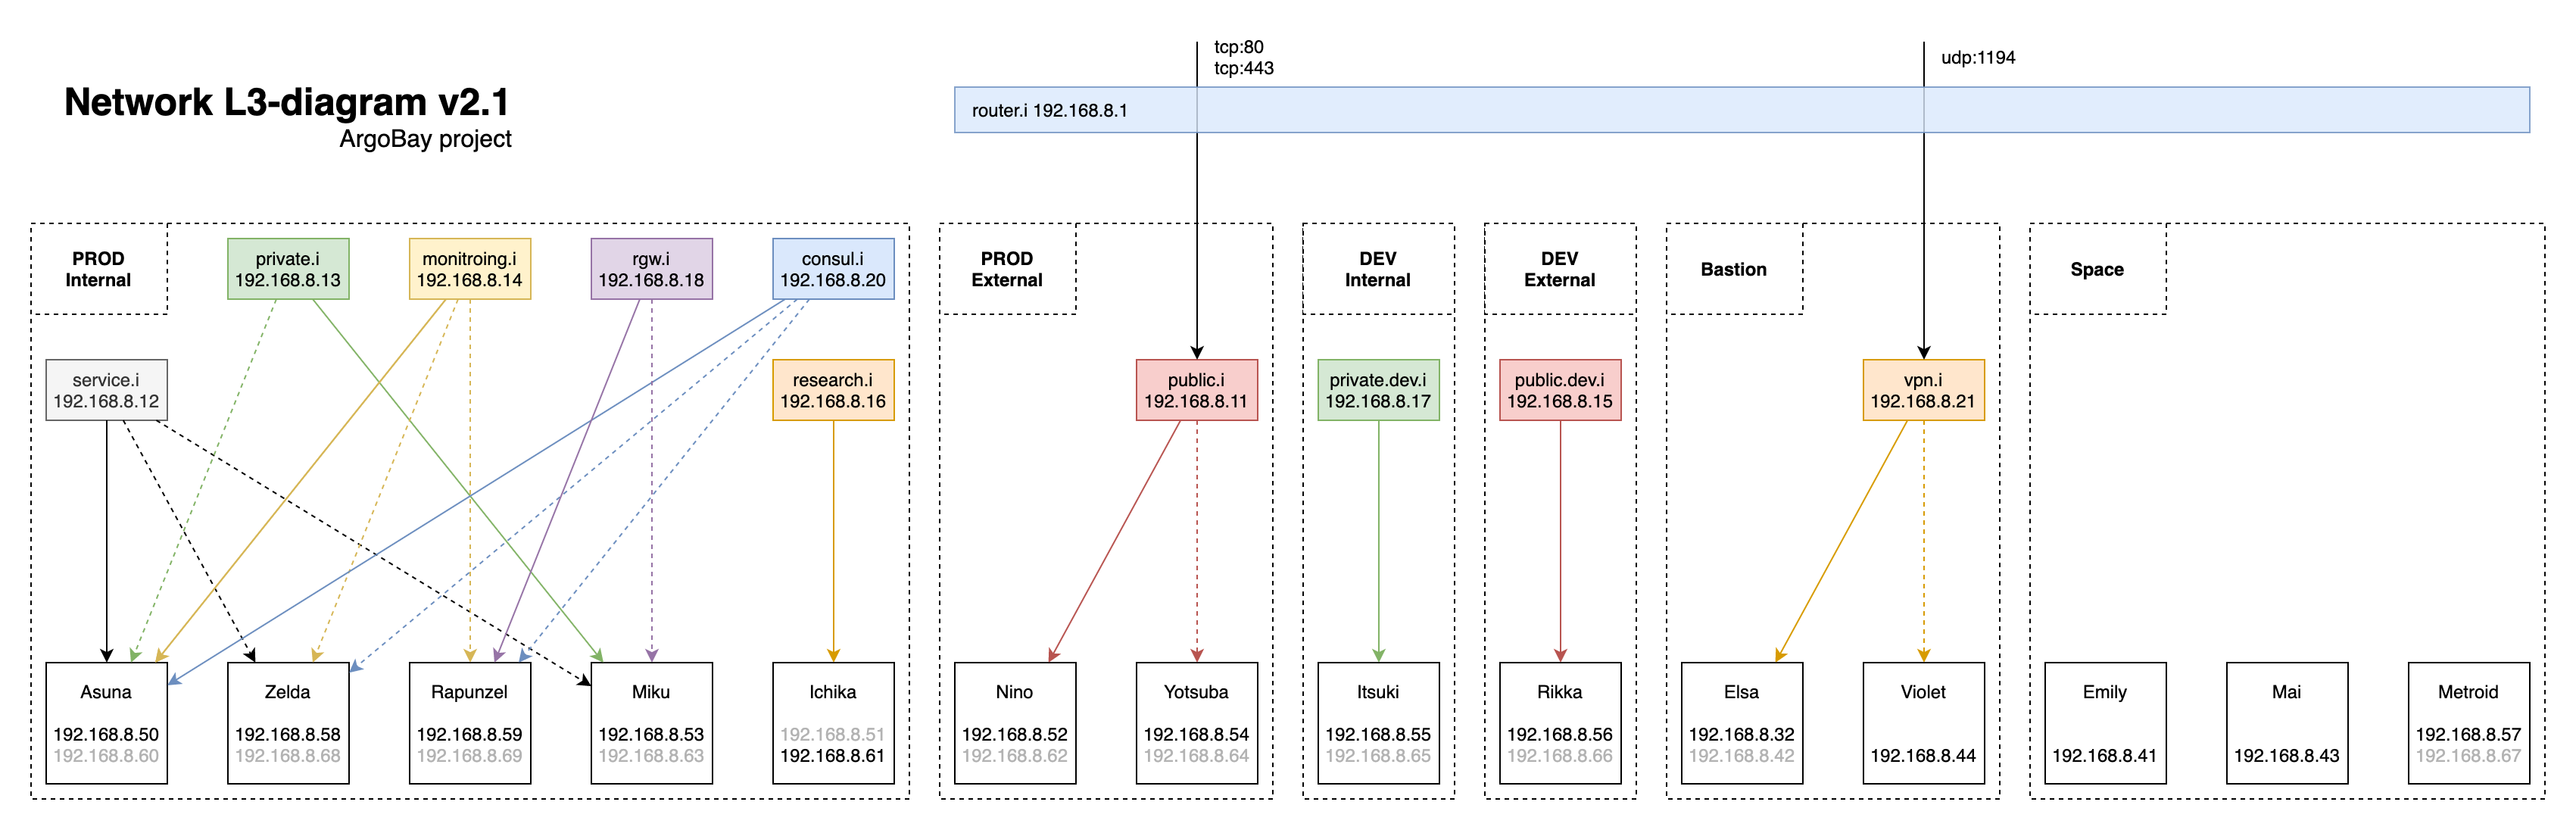 Network L3-diagram v2.1
ArgoBay project
tcp:80
tcp:443
udp:1194
router.i 192.168.8.1
PROD
Internal
private.i
192.168.8.13
monitroing.i
192.168.8.14
rgw.i
192.168.8.18
consul.i
192.168.8.20
service.i
192.168.8.12
research.i
192.168.8.16
Asuna
192.168.8.50
192.168.8.60
Zelda
192.168.8.58
192.168.8.68
Rapunzel
192.168.8.59
192.168.8.69
Miku
192.168.8.53
192.168.8.63
Ichika
192.168.8.51
192.168.8.61
PROD
External
public.i
192.168.8.11
Nino
192.168.8.52
192.168.8.62
Yotsuba
192.168.8.54
192.168.8.64
DEV
Internal
private.dev.i
192.168.8.17
Itsuki
192.168.8.55
192.168.8.65
DEV
External
public.dev.i
192.168.8.15
Rikka
192.168.8.56
192.168.8.66
Bastion
vpn.i
192.168.8.21
Elsa
192.168.8.32
192.168.8.42
Violet
192.168.8.44
Space
Emily
192.168.8.41
Mai
192.168.8.43
Metroid
192.168.8.57
192.168.8.67